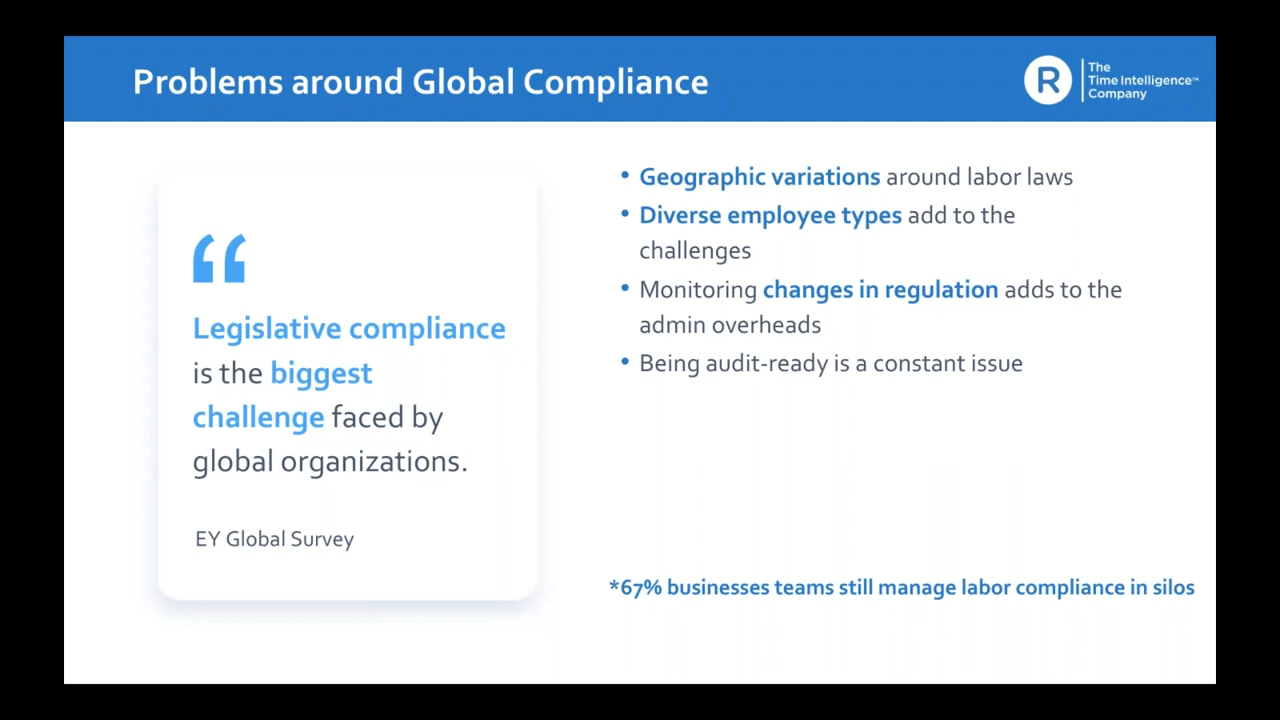 Problems around Global Compliance
R
The
Time Intelligence™
Company
“
Legislative compliance
is the biggest
challenge faced by
global organizations.
EY Global Survey
• Geographic variations around labor laws
• Diverse employee types add to the
challenges
• Monitoring changes in regulation adds to the
admin overheads
• Being audit-ready is a constant issue
*67% businesses teams still manage labor compliance in silos